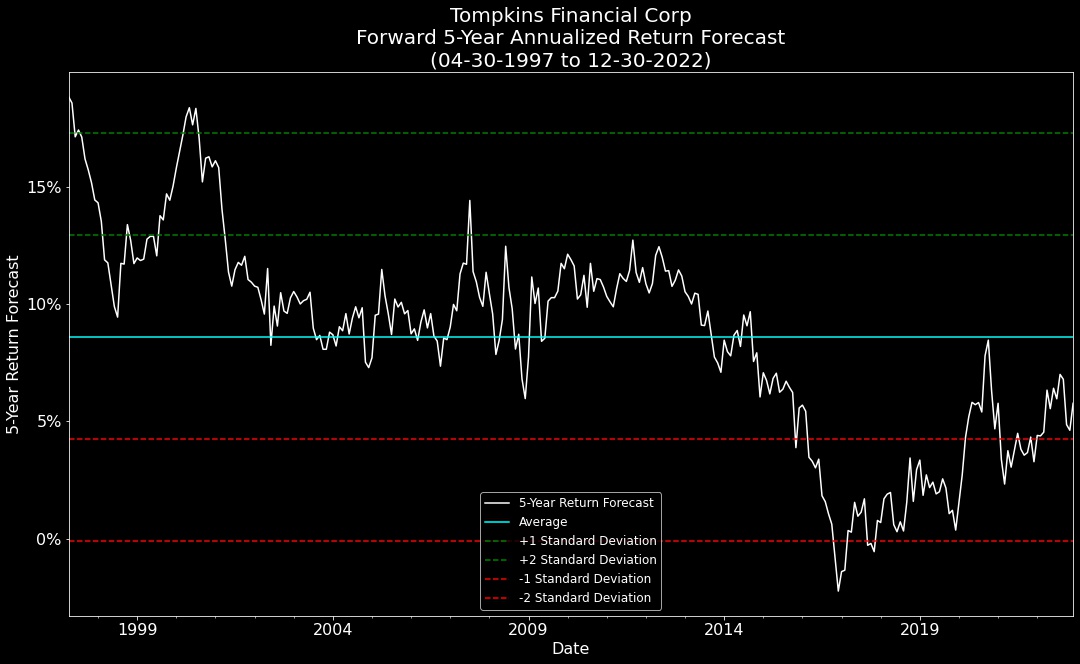 Tompkins Financial Corp
Forward 5-Year Annualized Return Forecast
(04-30-1997 to 12-30-2022)
5-Year Return Forecast
15%
10%
5%
0%
5-Year Return Forecast
Average
+1 Standard Deviation
+2 Standard Deviation
-1 Standard Deviation
-2 Standard Deviation
1999
2004
2009
2014
2019
Date